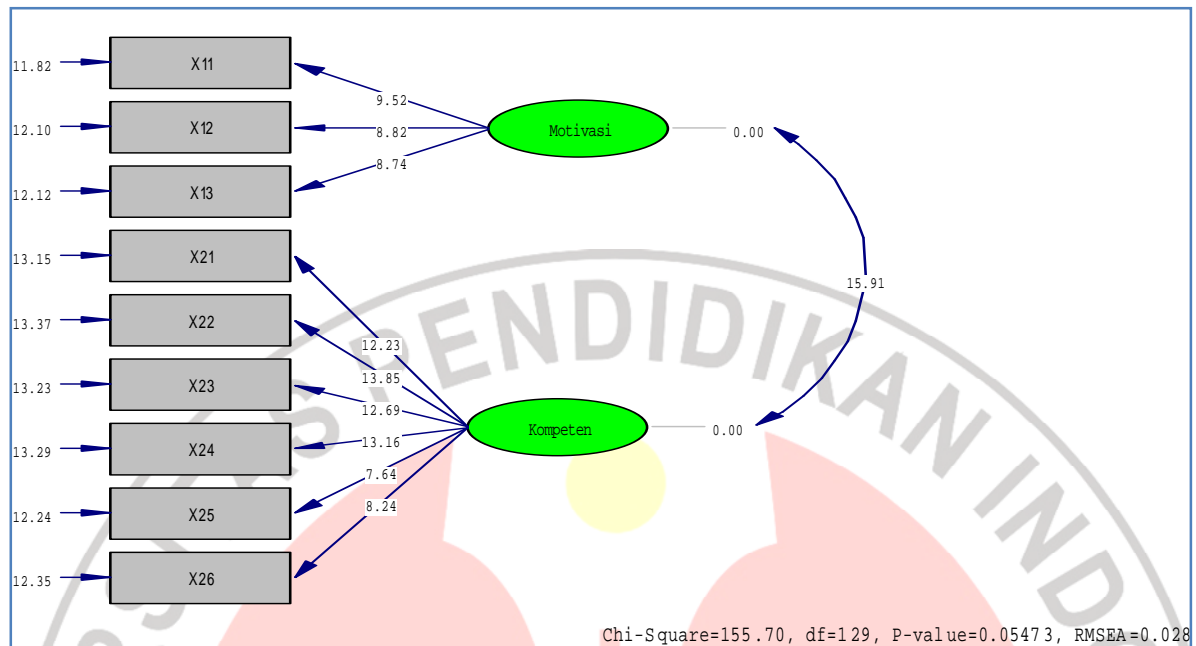 11.82 X11
9.52
12.10 X12 8.82 Motivasi 0.00
8.74
12.12 X13
13.15 X21
15.91
13.37 X22
12.23
13.85
13.23 X23
12.69
Kompeten 0.00
13.29 X24 13.16
7.64
12.24 X25 8.24
12.35 X26
PENDIDIKAN IND
Chi-Square=155.70, df=129, P-value=0.05473, RMSEA=0.028